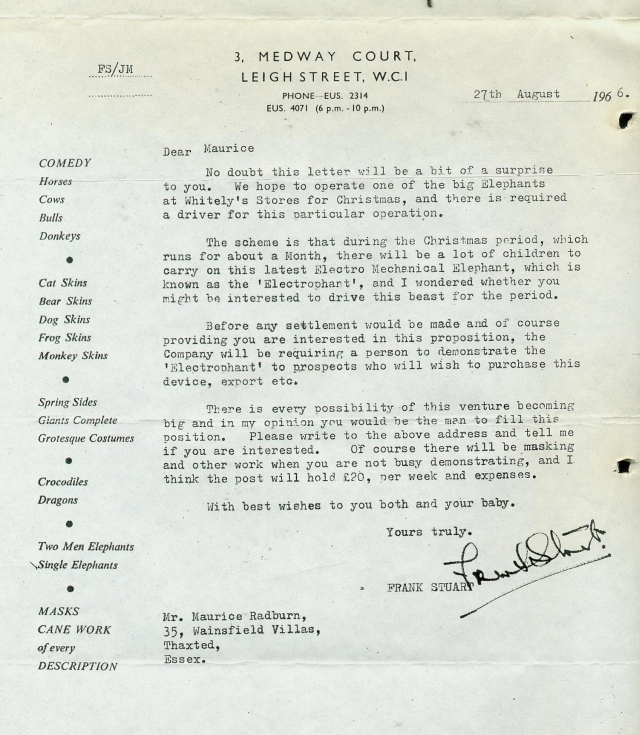 3, MEDWAY COURT,
LEIGH STREET, W.C.1
PHONE—EUS. 2314
EUS. 4071 (6 p.m. - 10 p.m.)
FS/JM
27th August 1966.
COMEDY
Horses
Cows
Bulls
Donkeys
Cat Skins
Bear Skins
Dog Skins
Frog Skins
Monkey Skins
Spring Sides
Giants Complete
Grotesque Costumes
Crocodiles
Dragons
Two Men Elephants
Single Elephants
MASKS
CANE WORK
of every
DESCRIPTION
Dear Maurice
No doubt this letter will be a bit of a surprise
to you. We hope to operate one of the big Elephants
at Whitely's Stores for Christmas, and there is required
a driver for this particular operation.
The scheme is that during the Christmas period, which
runs for about a Month, there will be a lot of children to
carry on this latest Electro Mechanical Elephant, which is
known as the 'Electrophant', and I wondered whether you
might be interested to drive this beast for the period.
Before any settlement would be made and of course
providing you are interested in this proposition, the
Company will be requiring a person to demonstrate the
'Electrophant' to prospects who will wish to purchase this
device, export etc.
There is every possibility of this venture becoming
big and in my opinion you would be the man to fill this
position. Please write to the above address and tell me
if you are interested. Of course there will be masking
and other work when you are not busy demonstrating, and I
think the post will hold £20, per week and expenses.
With best wishes to you both and your baby.
Yours truly.
Frank Stuart.
FRANK STUART
Mr. Maurice Radburn,
35, Wainsfield Villas,
Thaxted,
Essex.